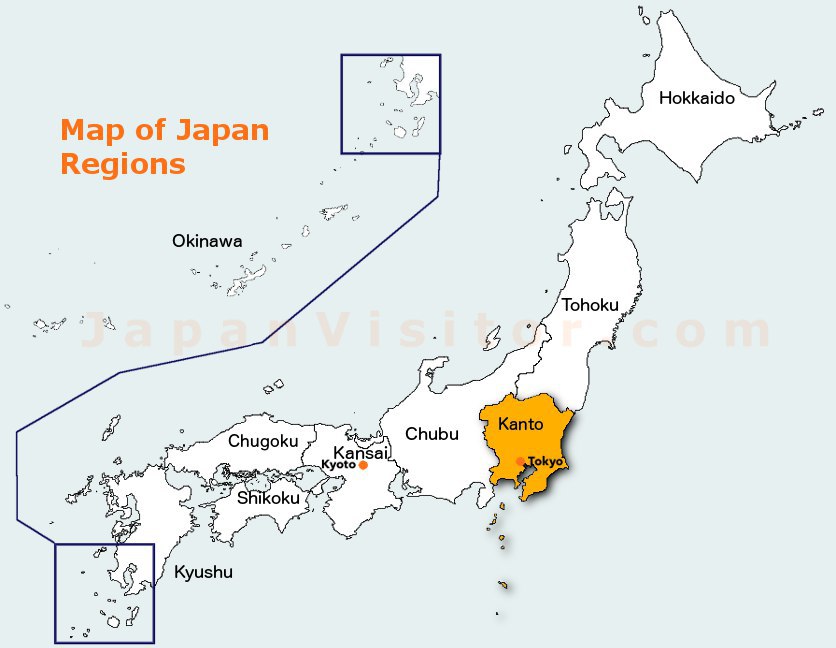 Map of Japan
Regions
Hokkaido
Okinawa
Tohoku
JapanVisitor.com
Kanto
Chubu
Chugoku
Kansai
Kyoto
Tokyo
Shikoku
Kyushu